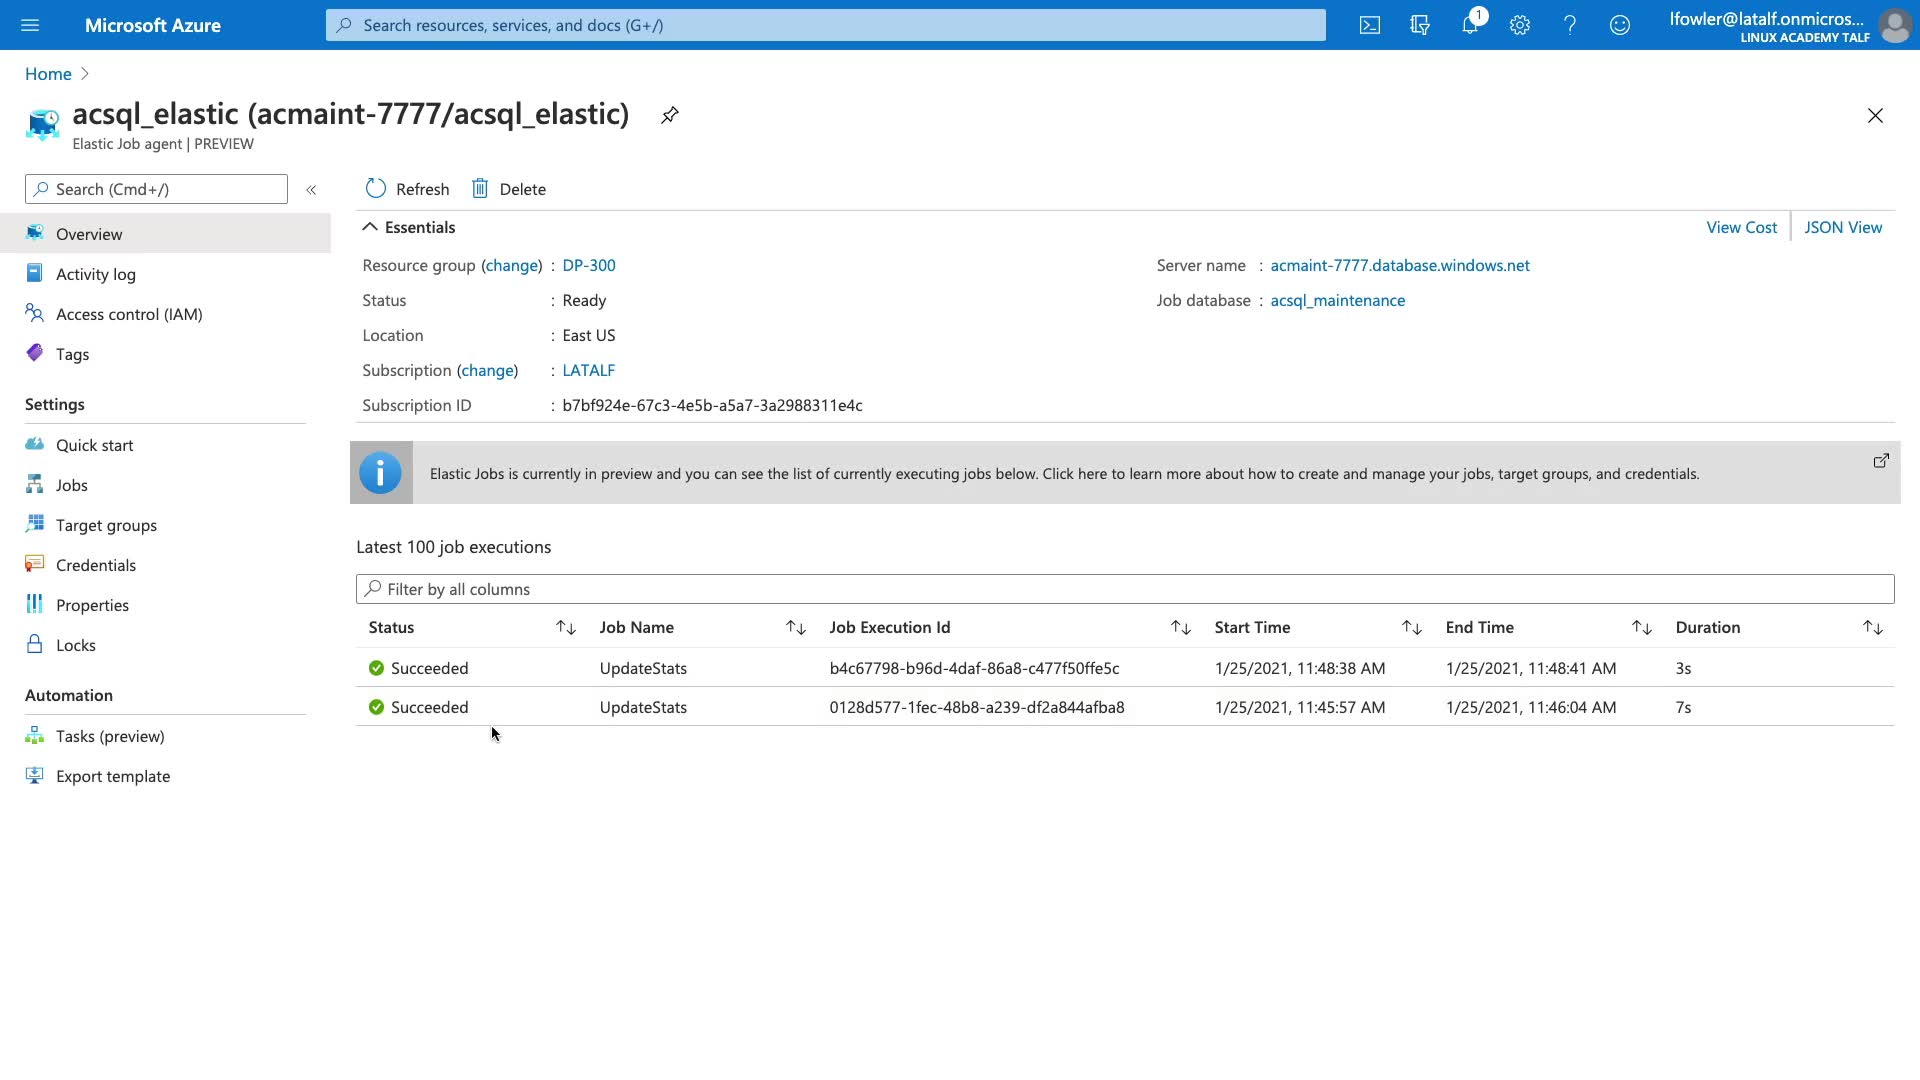 Microsoft Azure
Search resources, services, and docs (G+/)
1
lfowler@latalf.onmicros...
LINUX ACADEMY TALF
Home
acsql_elastic (acmaint-7777/acsql_elastic)
Elastic Job agent | PREVIEW
Search (Cmd+/)
«
Overview
Activity log
Access control (IAM)
Tags
Settings
Quick start
Jobs
Target groups
Credentials
Properties
Locks
Automation
Tasks (preview)
Export template
Refresh
Delete
Essentials
View Cost
JSON View
Resource group (change) : DP-300
Status : Ready
Location : East US
Subscription (change) : LATALF
Subscription ID : b7bf924e-67c3-4e5b-a5a7-3a2988311e4c
Server name : acmaint-7777.database.windows.net
Job database : acsql_maintenance
Elastic Jobs is currently in preview and you can see the list of currently executing jobs below. Click here to learn more about how to create and manage your jobs, target groups, and credentials.
Latest 100 job executions
Filter by all columns
Status Job Name Job Execution Id Start Time End Time Duration
Succeeded UpdateStats b4c67798-b96d-4daf-86a8-c477f50ffe5c 1/25/2021, 11:48:38 AM 1/25/2021, 11:48:41 AM 3s
Succeeded UpdateStats 0128d577-1fec-48b8-a239-df2a844afba8 1/25/2021, 11:45:57 AM 1/25/2021, 11:46:04 AM 7s